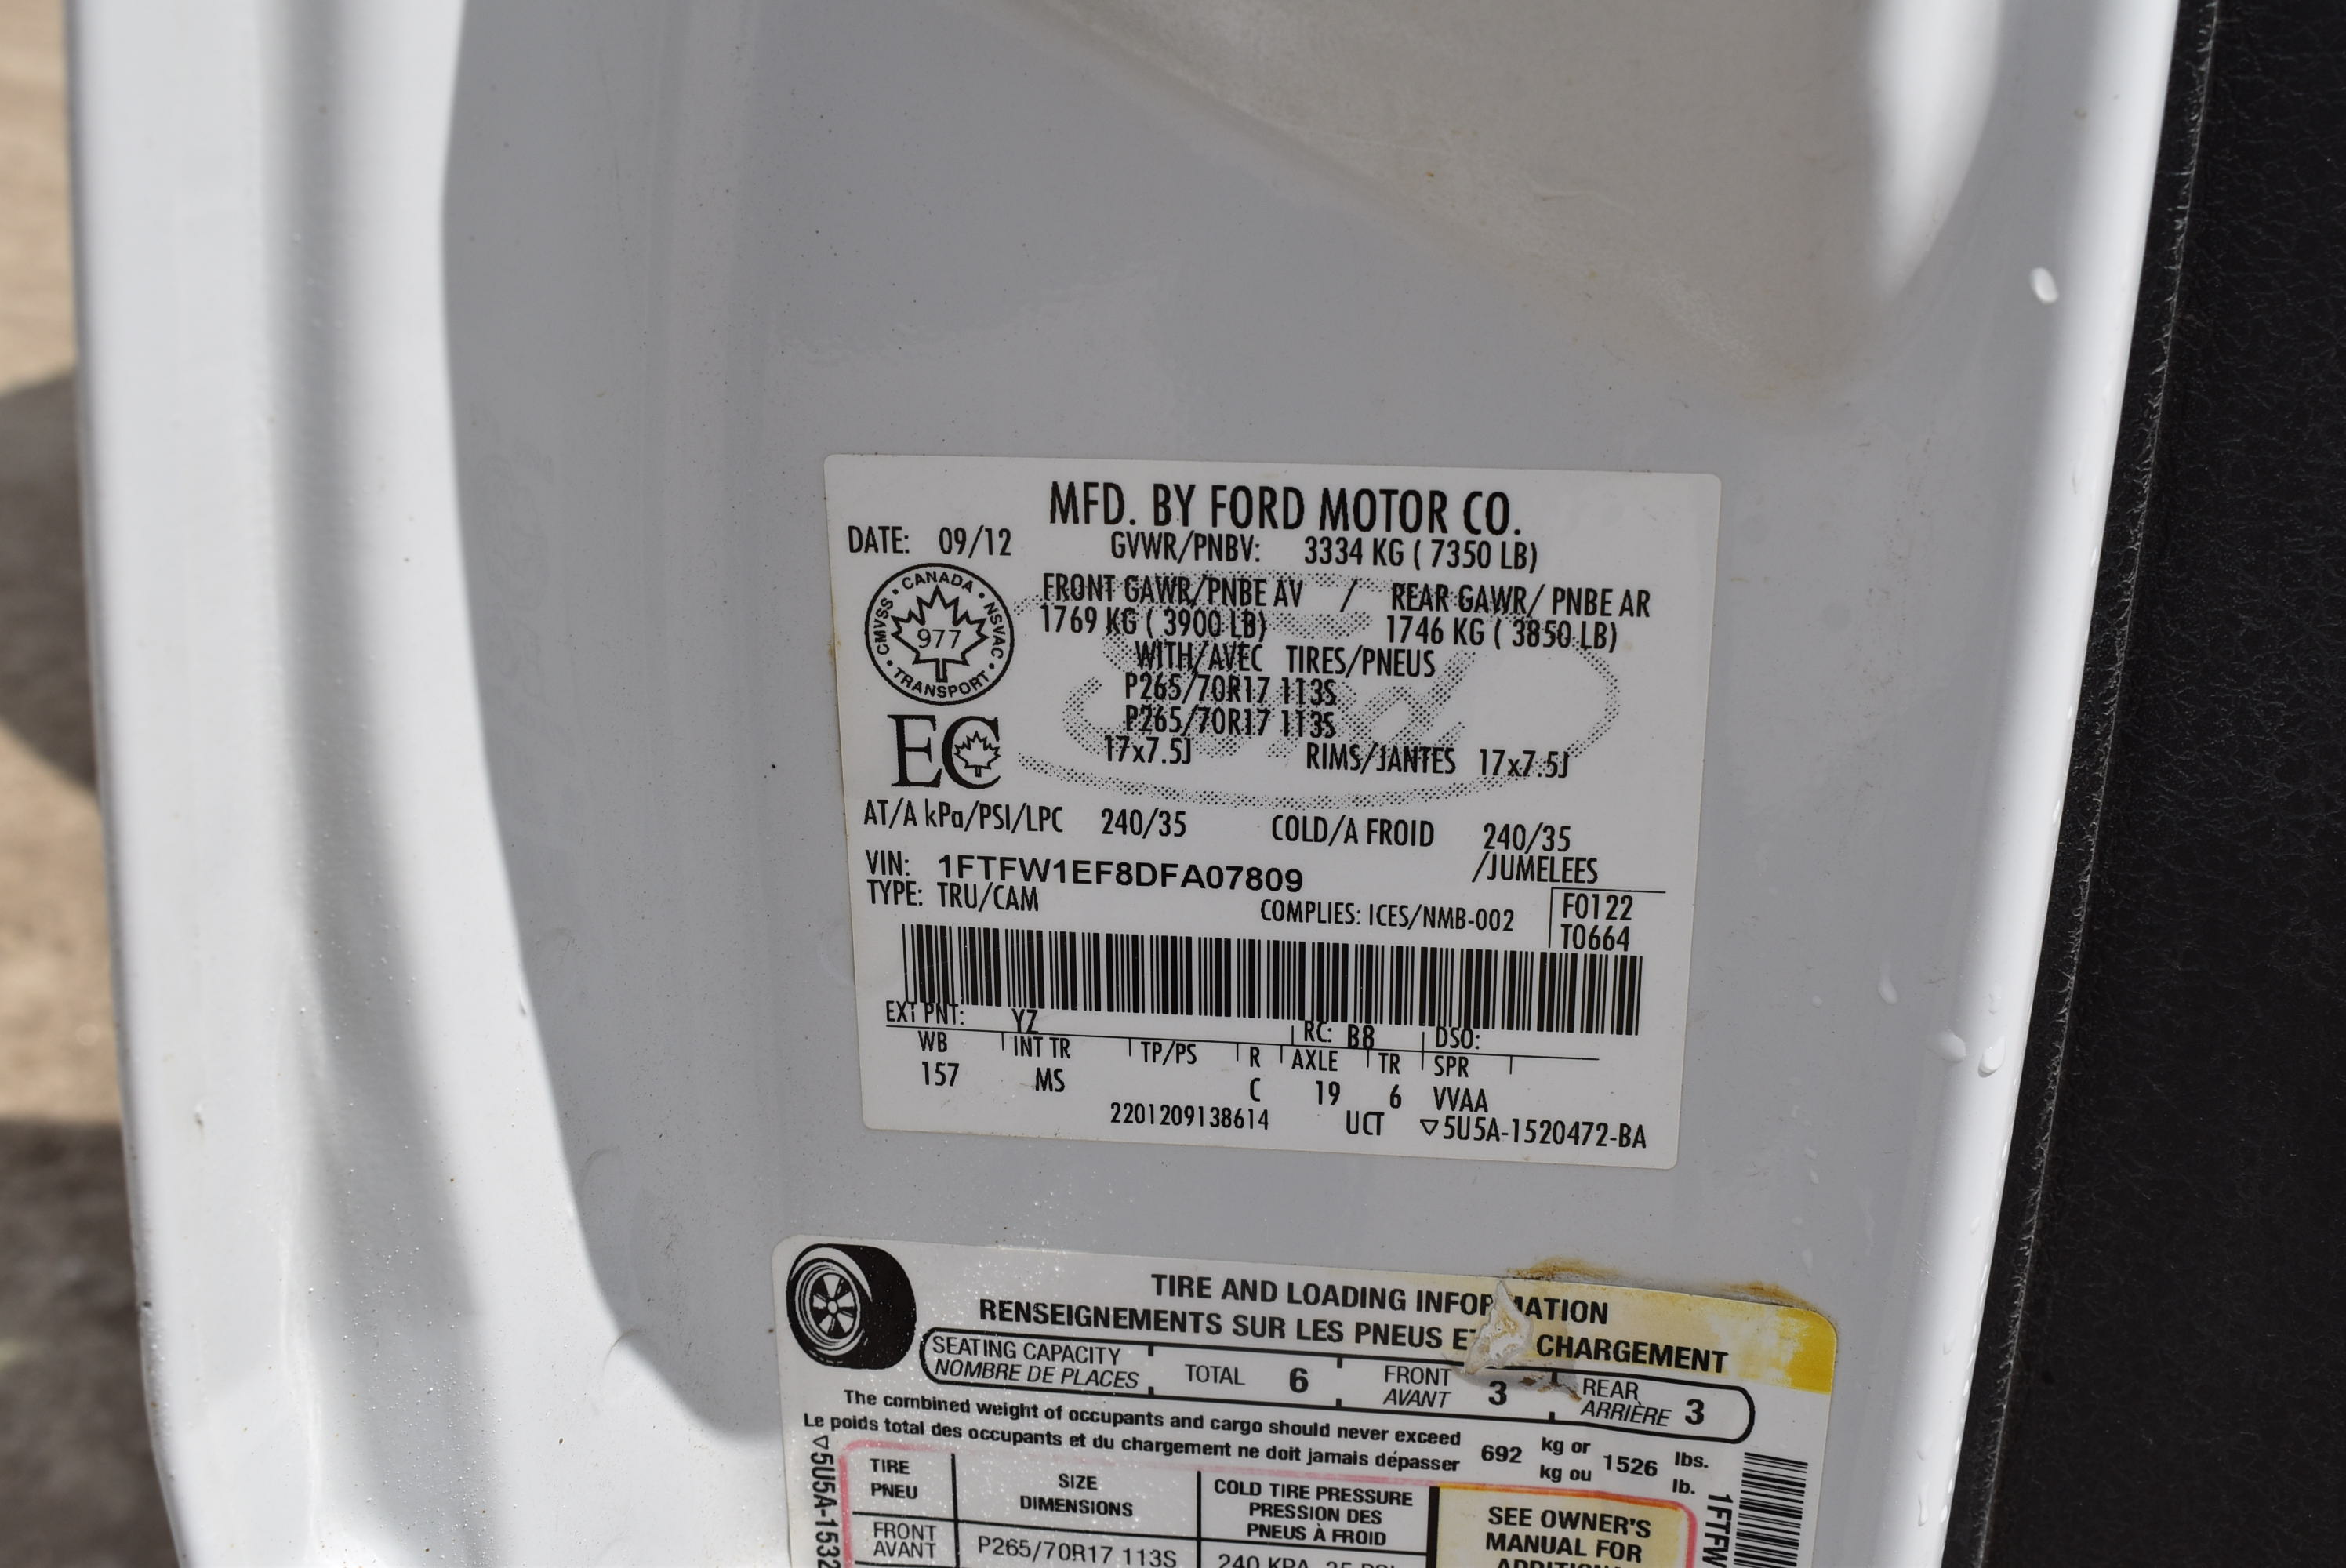 MFD. BY FORD MOTOR CO.
DATE: 09/12 GVWR/PNBV: 3334 KG ( 7350 LB)
CANADA
CMVSS NSVAC
TRANSPORT
977
FRONT GAWR/PNBE AV / REAR GAWR/ PNBE AR
1769 KG ( 3900 LB) 1746 KG ( 3850 LB)
WITH/AVEC TIRES/PNEUS
P265/70R17 113S
P265/70R17 113S
17x7.5J RIMS/JANTES 17x7.5J
EC
AT/A kPa/PSI/LPC 240/35 COLD/A FROID 240/35
/JUMELEES
VIN: 1FTFW1EF8DFA07809
TYPE: TRU/CAM
COMPLIES: ICES/NMB-002
F0122
T0664
EXT PNT: YZ RC: B8 DSO:
WB INT TR TP/PS R AXLE TR SPR
157 MS C 19 6 VVAA
2201209138614 UCT ▽5U5A-1520472-BA
TIRE AND LOADING INFORMATION
RENSEIGNEMENTS SUR LES PNEUS ET CHARGEMENT
SEATING CAPACITY
NOMBRE DE PLACES
TOTAL 6
FRONT
AVANT 3
REAR
ARRIÈRE 3
The combined weight of occupants and cargo should never exceed 692 kg or 1526 lbs.
Le poids total des occupants et du chargement ne doit jamais dépasser kg ou lb.
TIRE
PNEU
SIZE
DIMENSIONS
COLD TIRE PRESSURE
PRESSION DES
PNEUS À FROID
SEE OWNER'S
MANUAL FOR
FRONT
AVANT
P265/70R17 113S
240 KPA
▽5U5A-1532
1FTFW